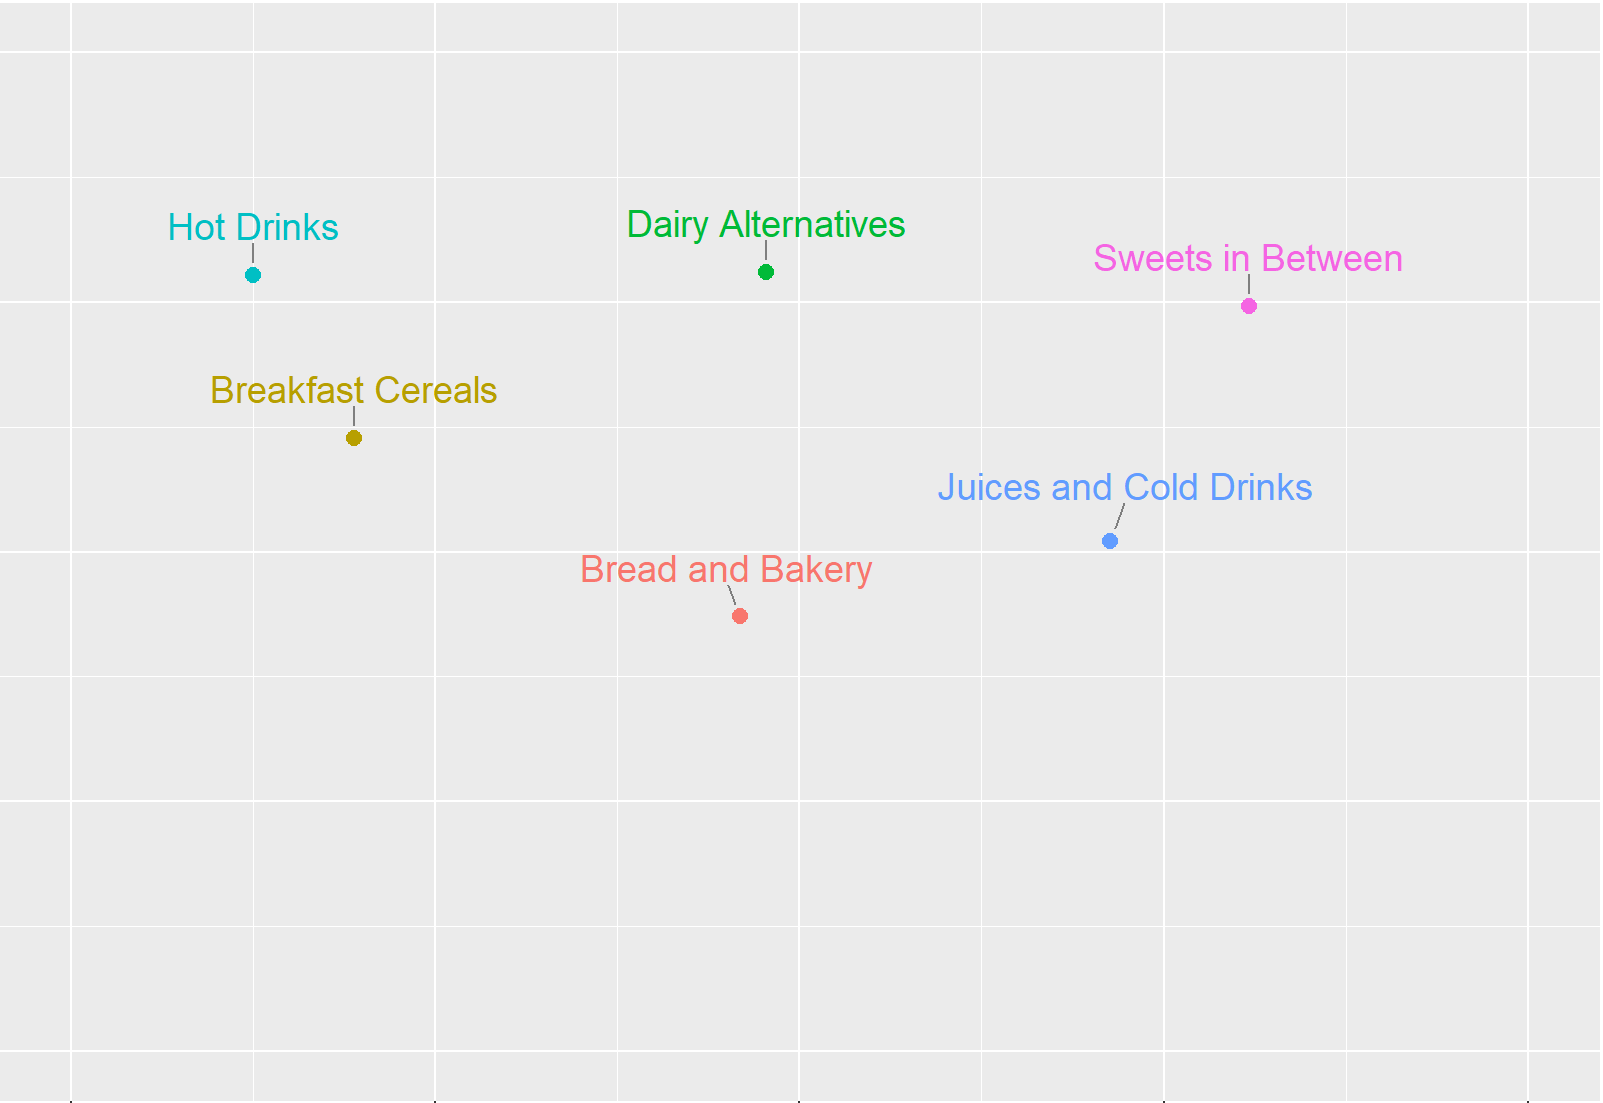 Hot Drinks
Dairy Alternatives
Sweets in Between
Breakfast Cereals
Juices and Cold Drinks
Bread and Bakery